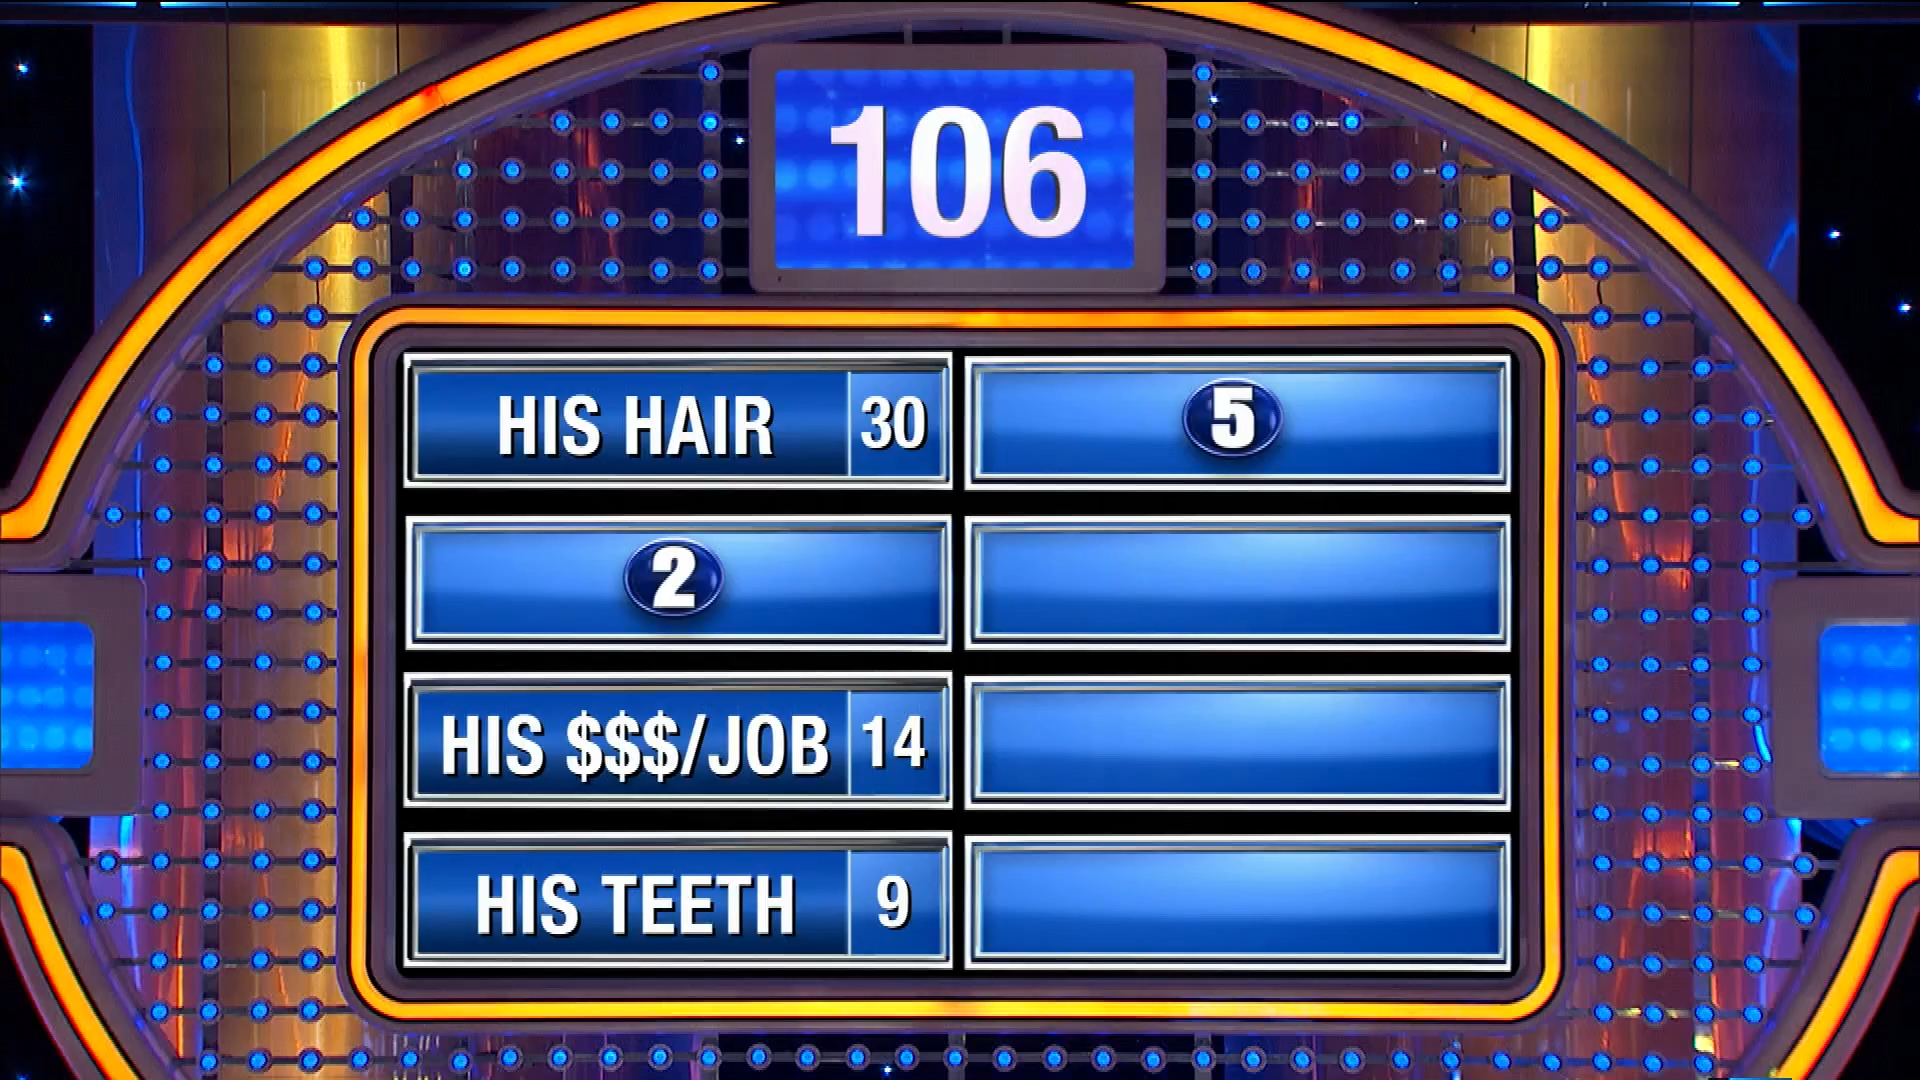 106
HIS HAIR 30
5
2
HIS $$$/JOB 14
HIS TEETH 9